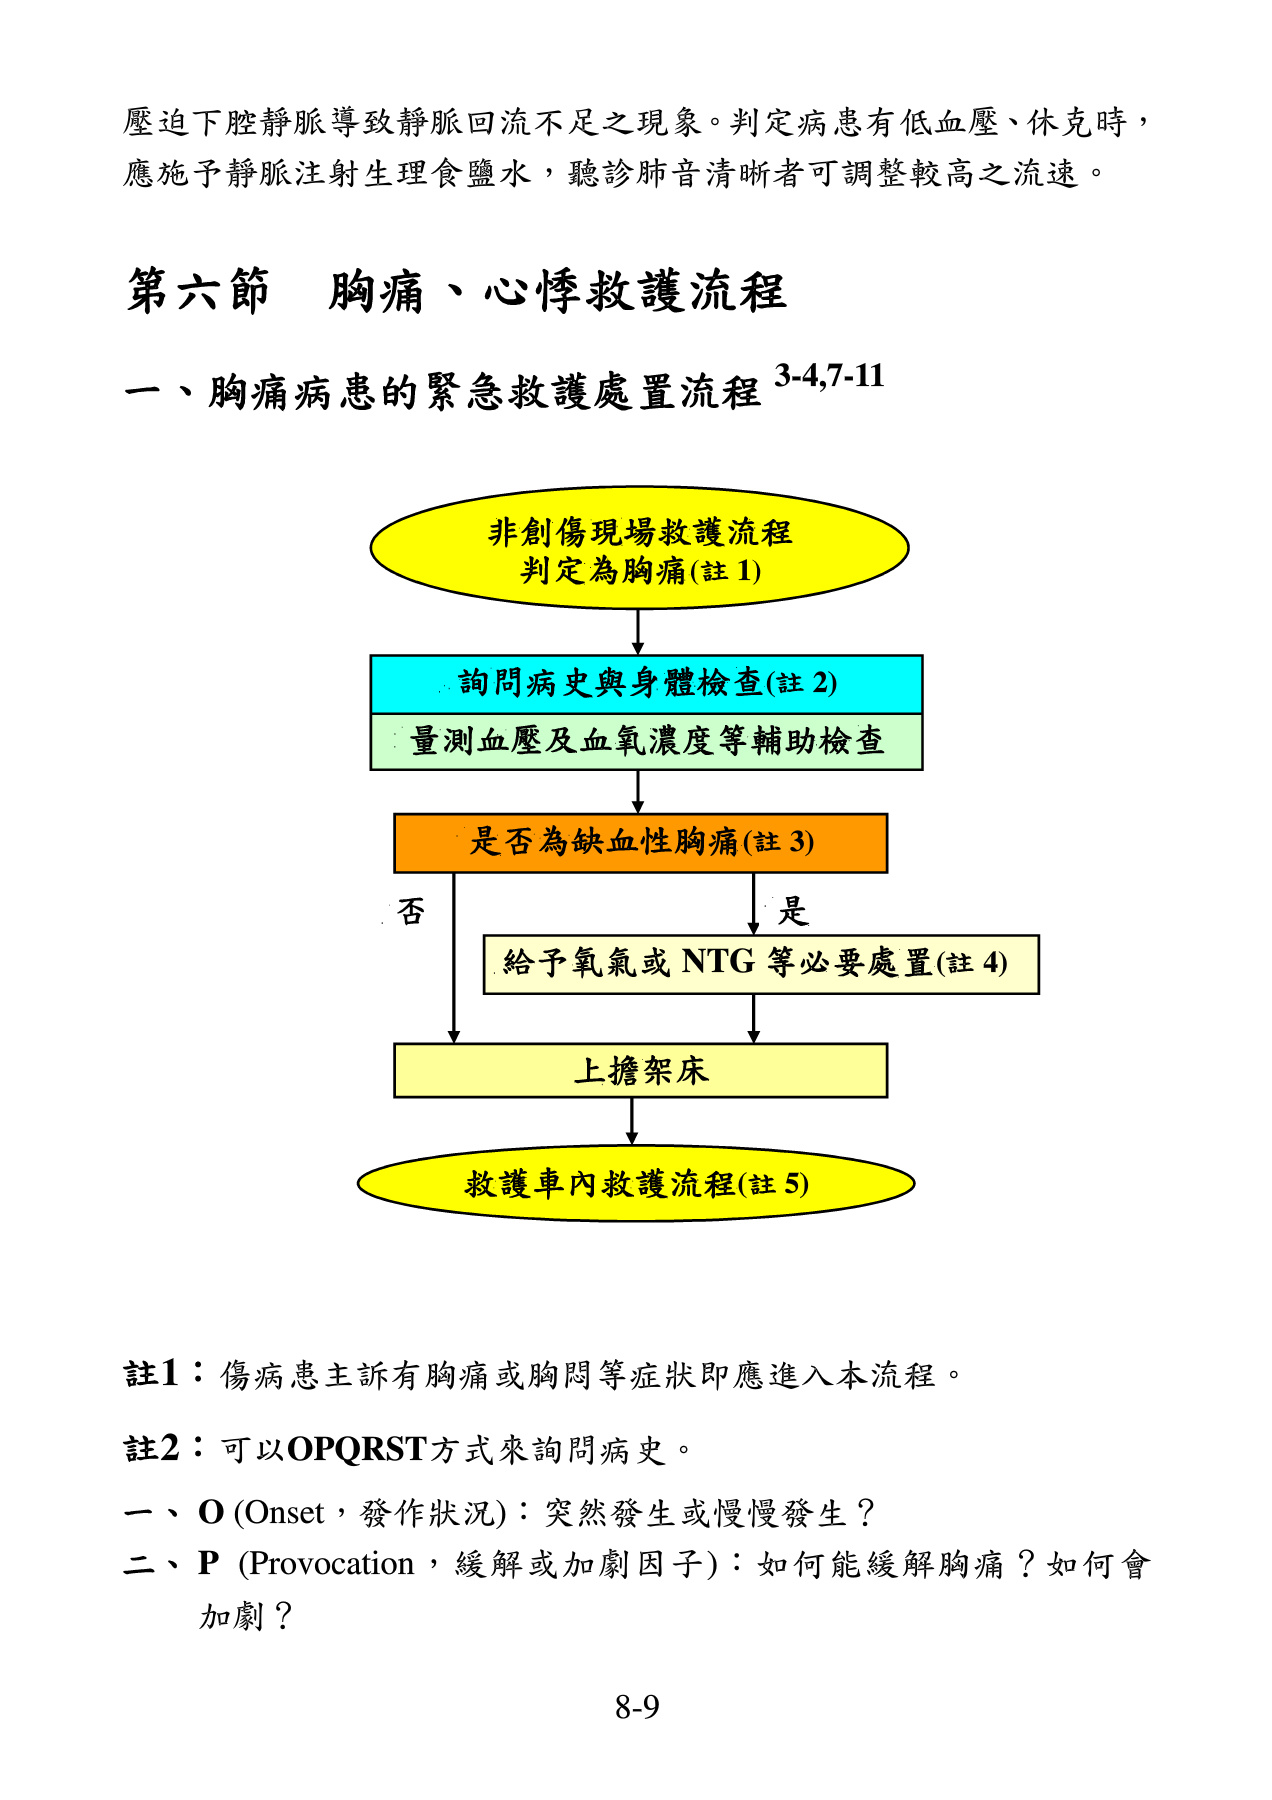 壓迫下腔靜脈導致靜脈回流不足之現象。判定病患有低血壓、休克時，
應施予靜脈注射生理食鹽水，聽診肺音清晰者可調整較高之流速。
第六節　胸痛、心悸救護流程
一、胸痛病患的緊急救護處置流程 3-4,7-11
非創傷現場救護流程
判定為胸痛(註 1)
詢問病史與身體檢查(註 2)
量測血壓及血氧濃度等輔助檢查
是否為缺血性胸痛(註 3)
否
是
給予氧氣或 NTG 等必要處置(註 4)
上擔架床
救護車內救護流程(註 5)
註1：傷病患主訴有胸痛或胸悶等症狀即應進入本流程。
註2：可以OPQRST方式來詢問病史。
一、 O (Onset，發作狀況)：突然發生或慢慢發生？
二、 P (Provocation，緩解或加劇因子)：如何能緩解胸痛？如何會
加劇？
8-9